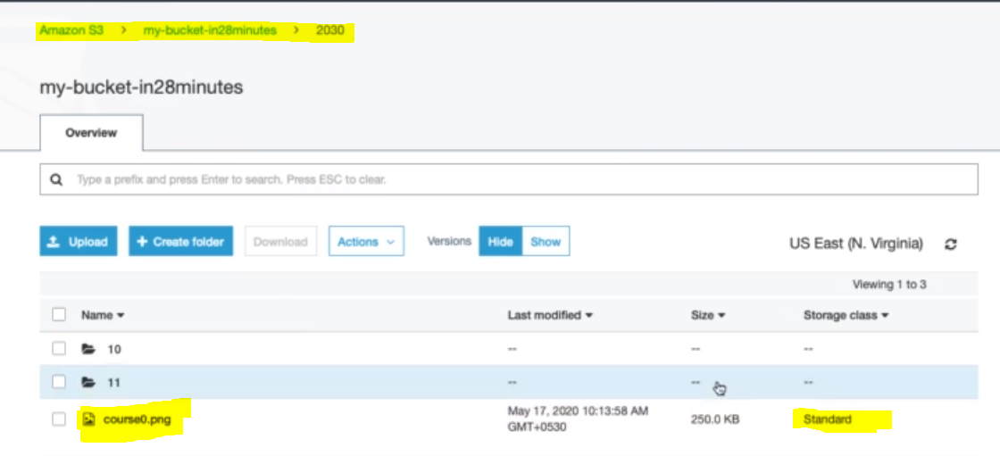 Amazon S3 > my-bucket-in28minutes > 2030
my-bucket-in28minutes
Overview
Type a prefix and press Enter to search. Press ESC to clear.
Upload + Create folder Download Actions Versions Hide Show US East (N. Virginia)
Viewing 1 to 3
Name Last modified Size Storage class
10 -- -- --
11 -- -- --
course0.png May 17, 2020 10:13:58 AM 250.0 KB Standard
GMT+0530